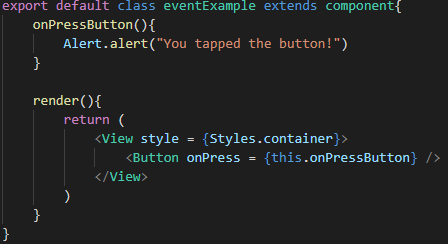 export default class eventExample extends component{
onPressButton(){
Alert.alert("You tapped the button!")
}
render(){
return (
<View style = {Styles.container}>
<Button onPress = {this.onPressButton} />
</View>
)
}
}